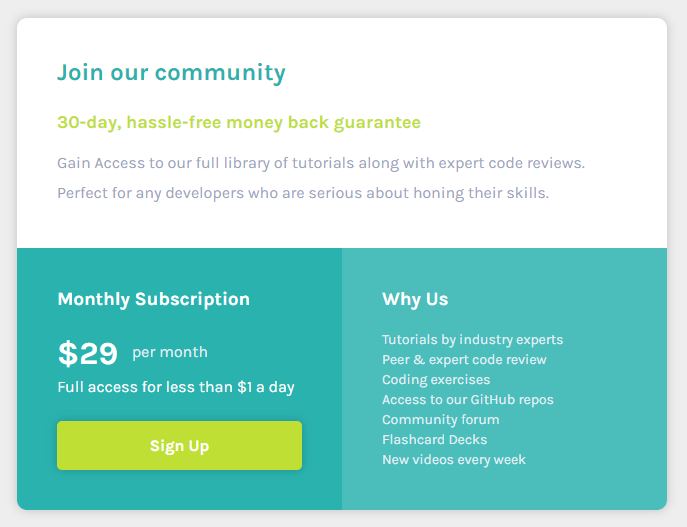 Join our community
30-day, hassle-free money back guarantee
Gain Access to our full library of tutorials along with expert code reviews.
Perfect for any developers who are serious about honing their skills.
Monthly Subscription
$29 per month
Full access for less than $1 a day
Sign Up
Why Us
Tutorials by industry experts
Peer & expert code review
Coding exercises
Access to our GitHub repos
Community forum
Flashcard Decks
New videos every week